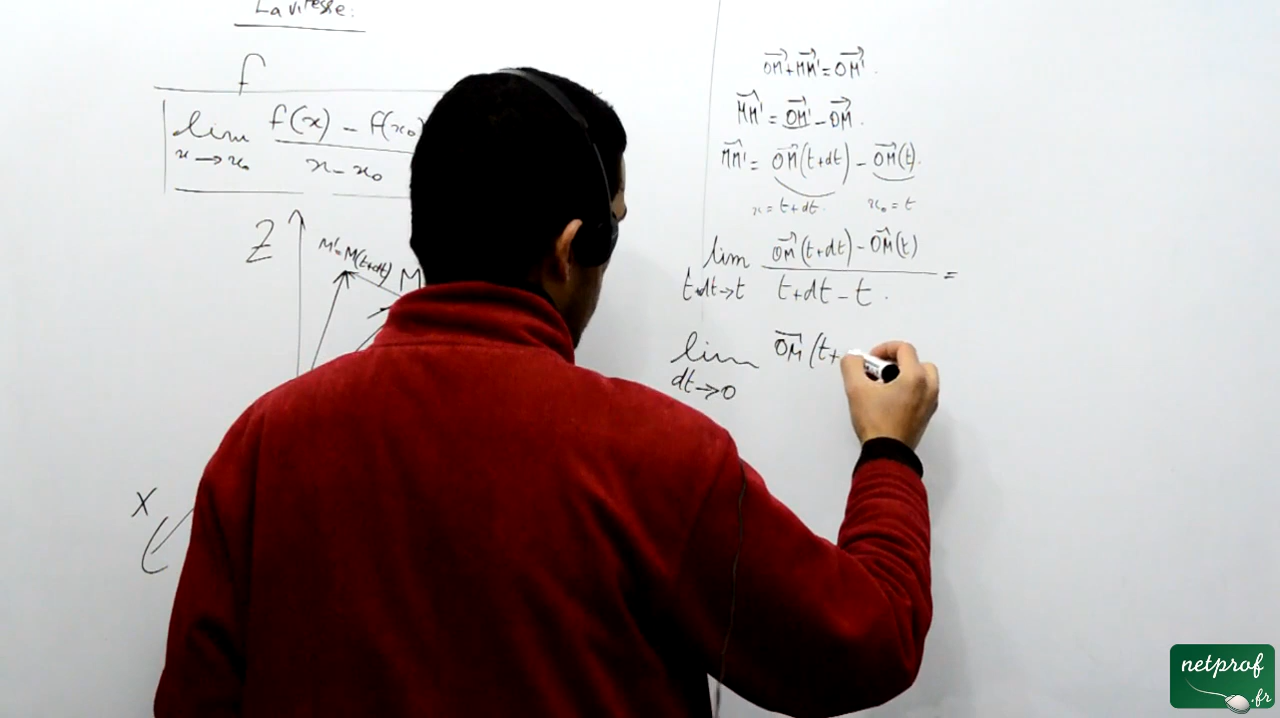 La vitesse:
f
lim f(x) - f(x₀)
x→x₀ x - x₀
Z
M'=M(t+dt) M
X
OM⃗+MM'⃗=OM'⃗.
MM'⃗ = OM'⃗ - OM⃗.
MM'⃗ = OM⃗(t+dt) - OM⃗(t).
x = t+dt. x₀ = t
lim OM⃗(t+dt) - OM⃗(t) =
t+dt→t t+dt - t.
lim OM⃗(t+
dt→0
netprof
.fr